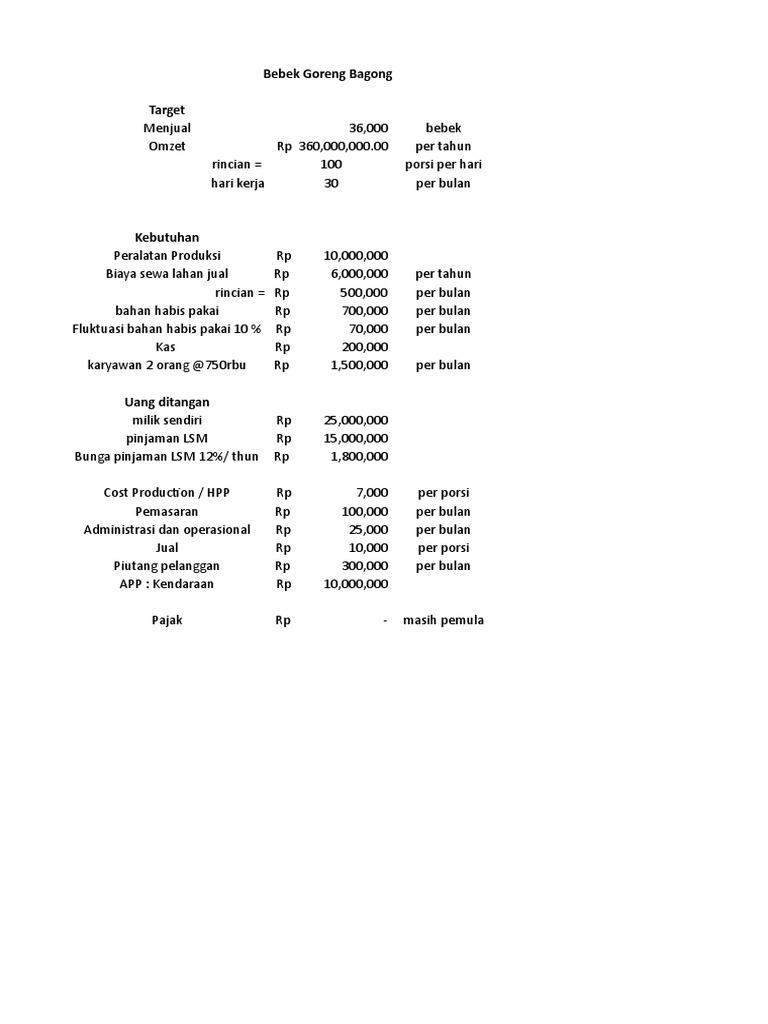 Bebek Goreng Bagong
Target
Menjual 36,000 bebek
Omzet Rp 360,000,000.00 per tahun
rincian = 100 porsi per hari
hari kerja 30 per bulan
Kebutuhan
Peralatan Produksi Rp 10,000,000
Biaya sewa lahan jual Rp 6,000,000 per tahun
rincian = Rp 500,000 per bulan
bahan habis pakai Rp 700,000 per bulan
Fluktuasi bahan habis pakai 10 % Rp 70,000 per bulan
Kas Rp 200,000
karyawan 2 orang @750rbu Rp 1,500,000 per bulan
Uang ditangan
milik sendiri Rp 25,000,000
pinjaman LSM Rp 15,000,000
Bunga pinjaman LSM 12%/ thun Rp 1,800,000
Cost Production / HPP Rp 7,000 per porsi
Pemasaran Rp 100,000 per bulan
Administrasi dan operasional Rp 25,000 per bulan
Jual Rp 10,000 per porsi
Piutang pelanggan Rp 300,000 per bulan
APP : Kendaraan Rp 10,000,000
Pajak Rp - masih pemula